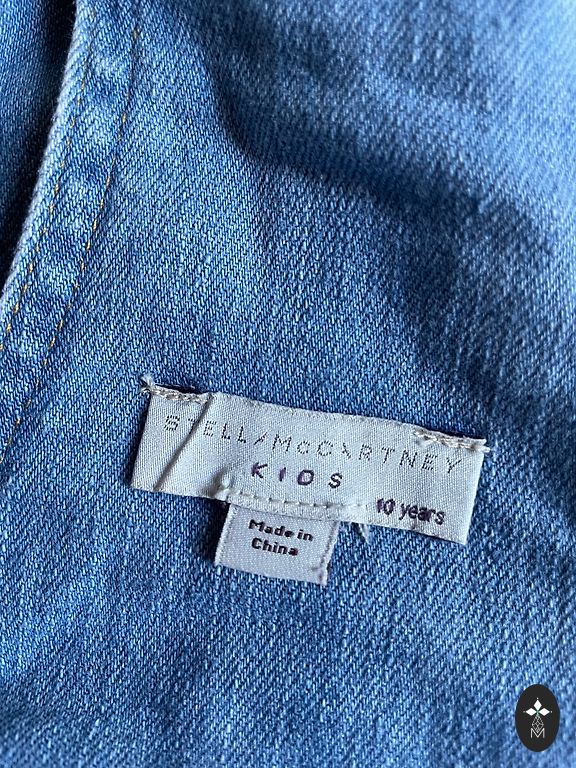 STELLA McCARTNEY
KIDS
10 years
Made in
China
M